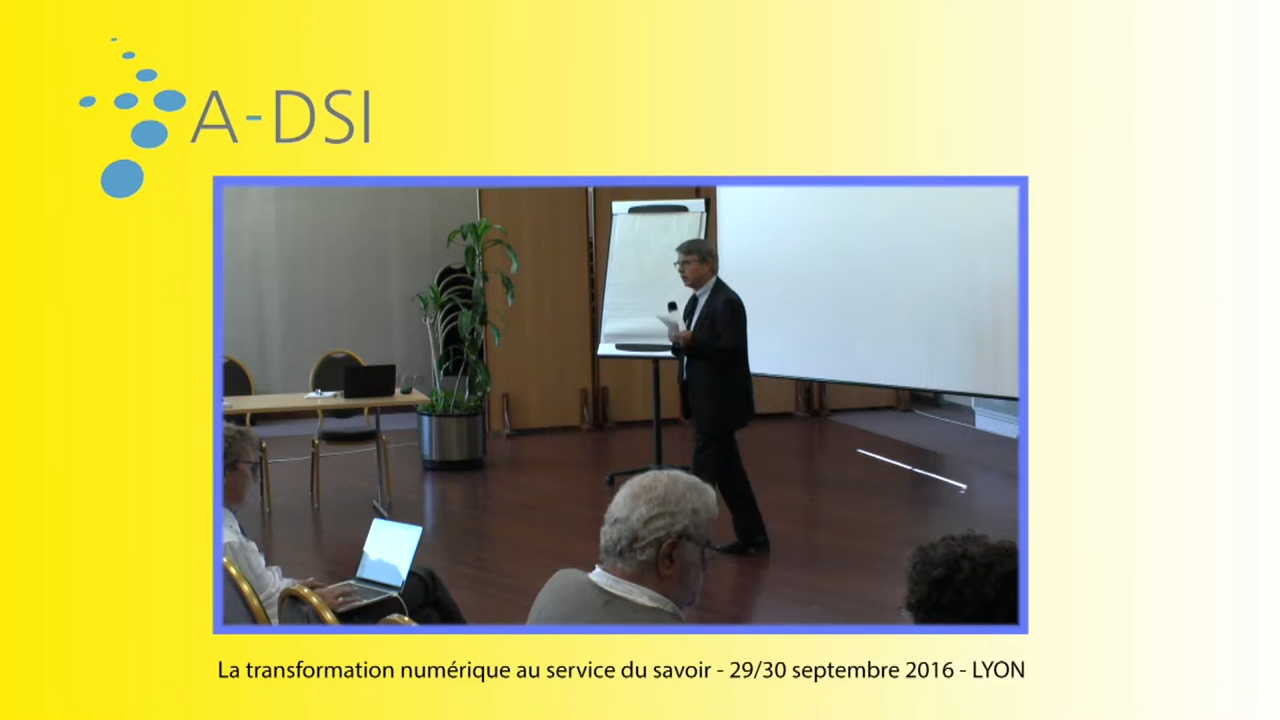 A-DSI
La transformation numérique au service du savoir - 29/30 septembre 2016 - LYON